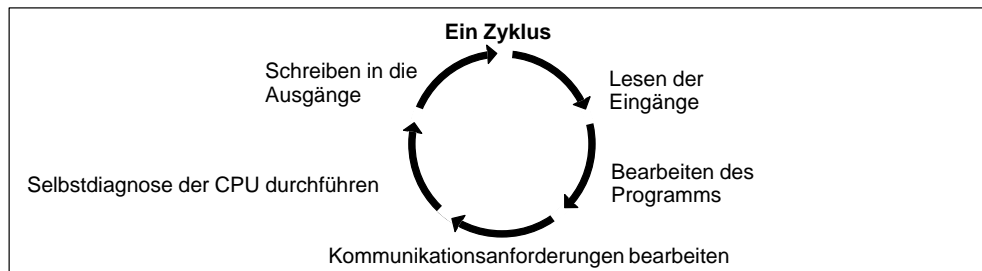 Ein Zyklus
Schreiben in die
Ausgänge
Lesen der
Eingänge
Selbstdiagnose der CPU durchführen
Bearbeiten des
Programms
Kommunikationsanforderungen bearbeiten